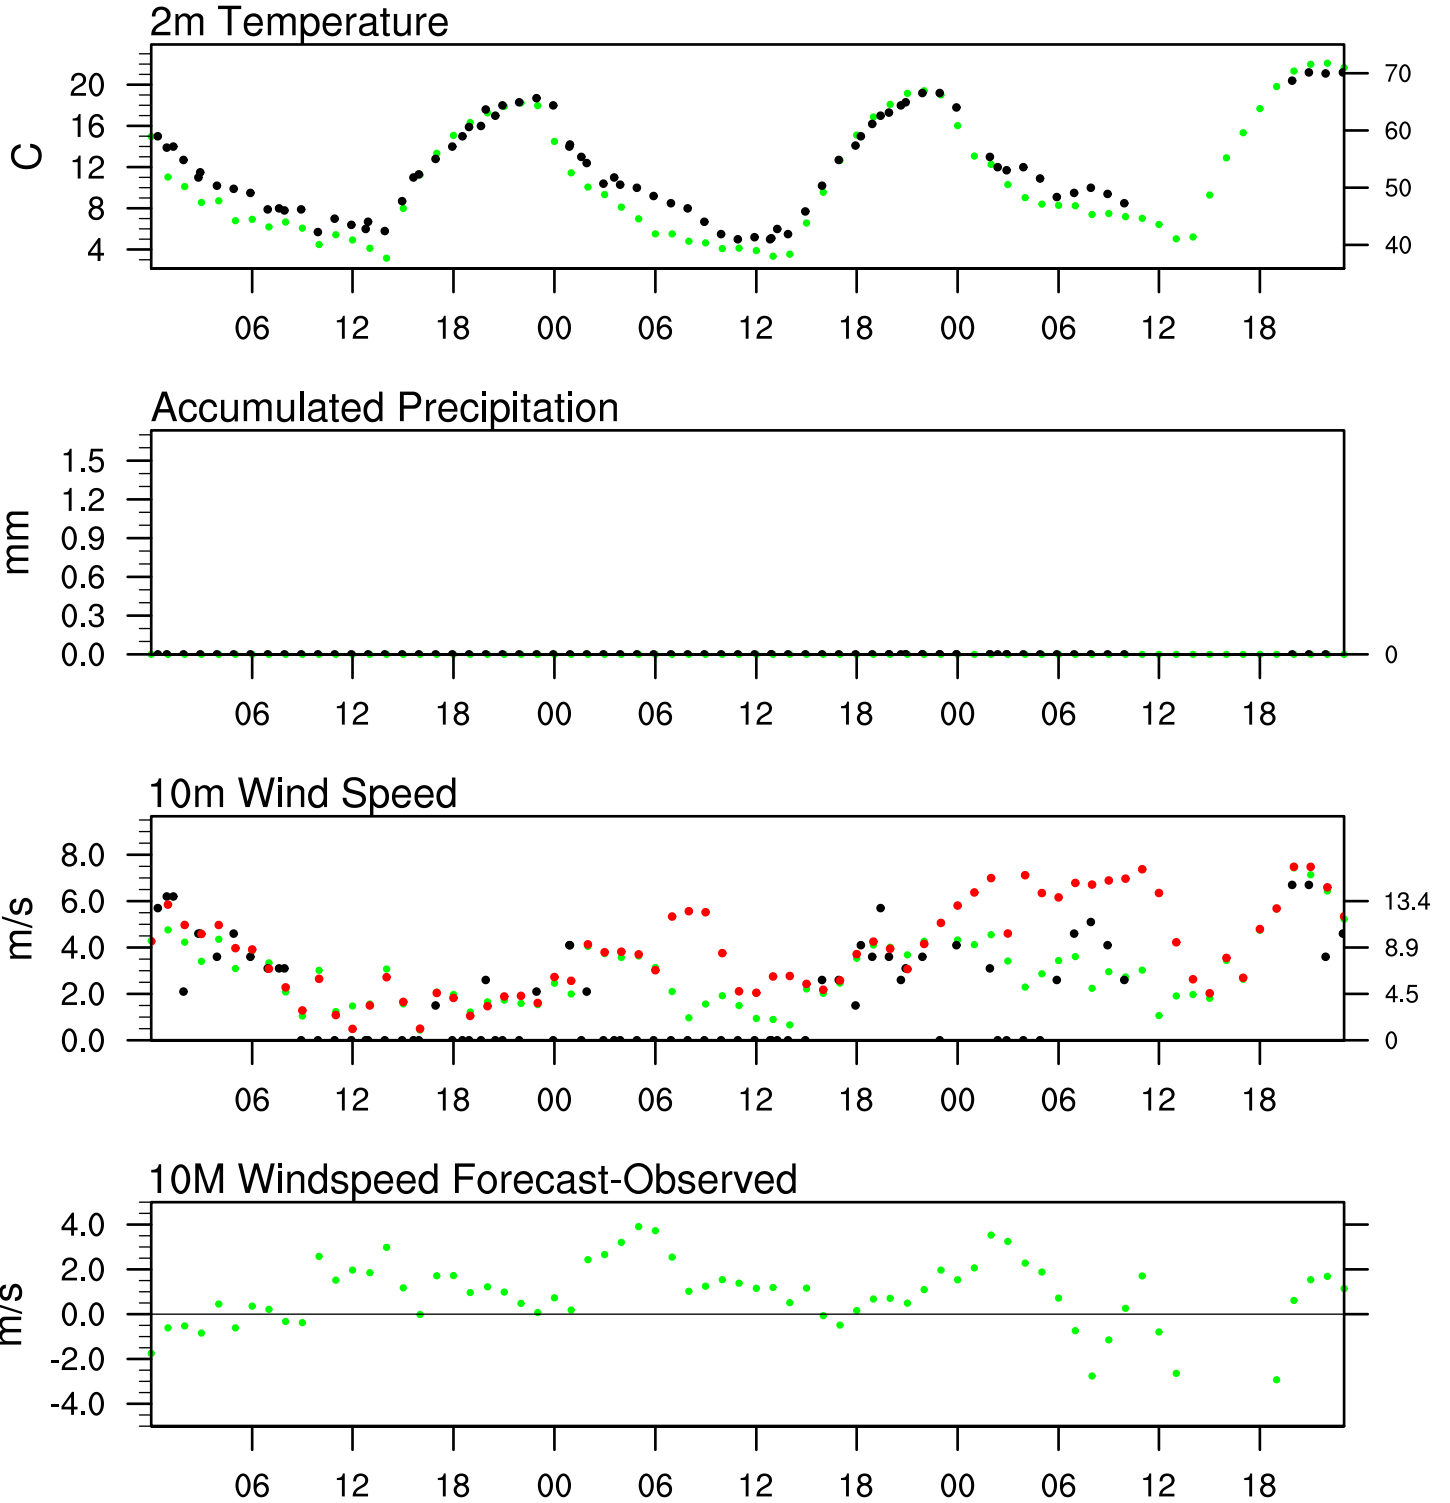 2m Temperature
C
20
16
12
8
4
70
60
50
40
06 12 18 00 06 12 18 00 06 12 18
Accumulated Precipitation
mm
1.5
1.2
0.9
0.6
0.3
0.0
0
06 12 18 00 06 12 18 00 06 12 18
10m Wind Speed
m/s
8.0
6.0
4.0
2.0
0.0
13.4
8.9
4.5
0
06 12 18 00 06 12 18 00 06 12 18
10M Windspeed Forecast-Observed
m/s
4.0
2.0
0.0
-2.0
-4.0
06 12 18 00 06 12 18 00 06 12 18